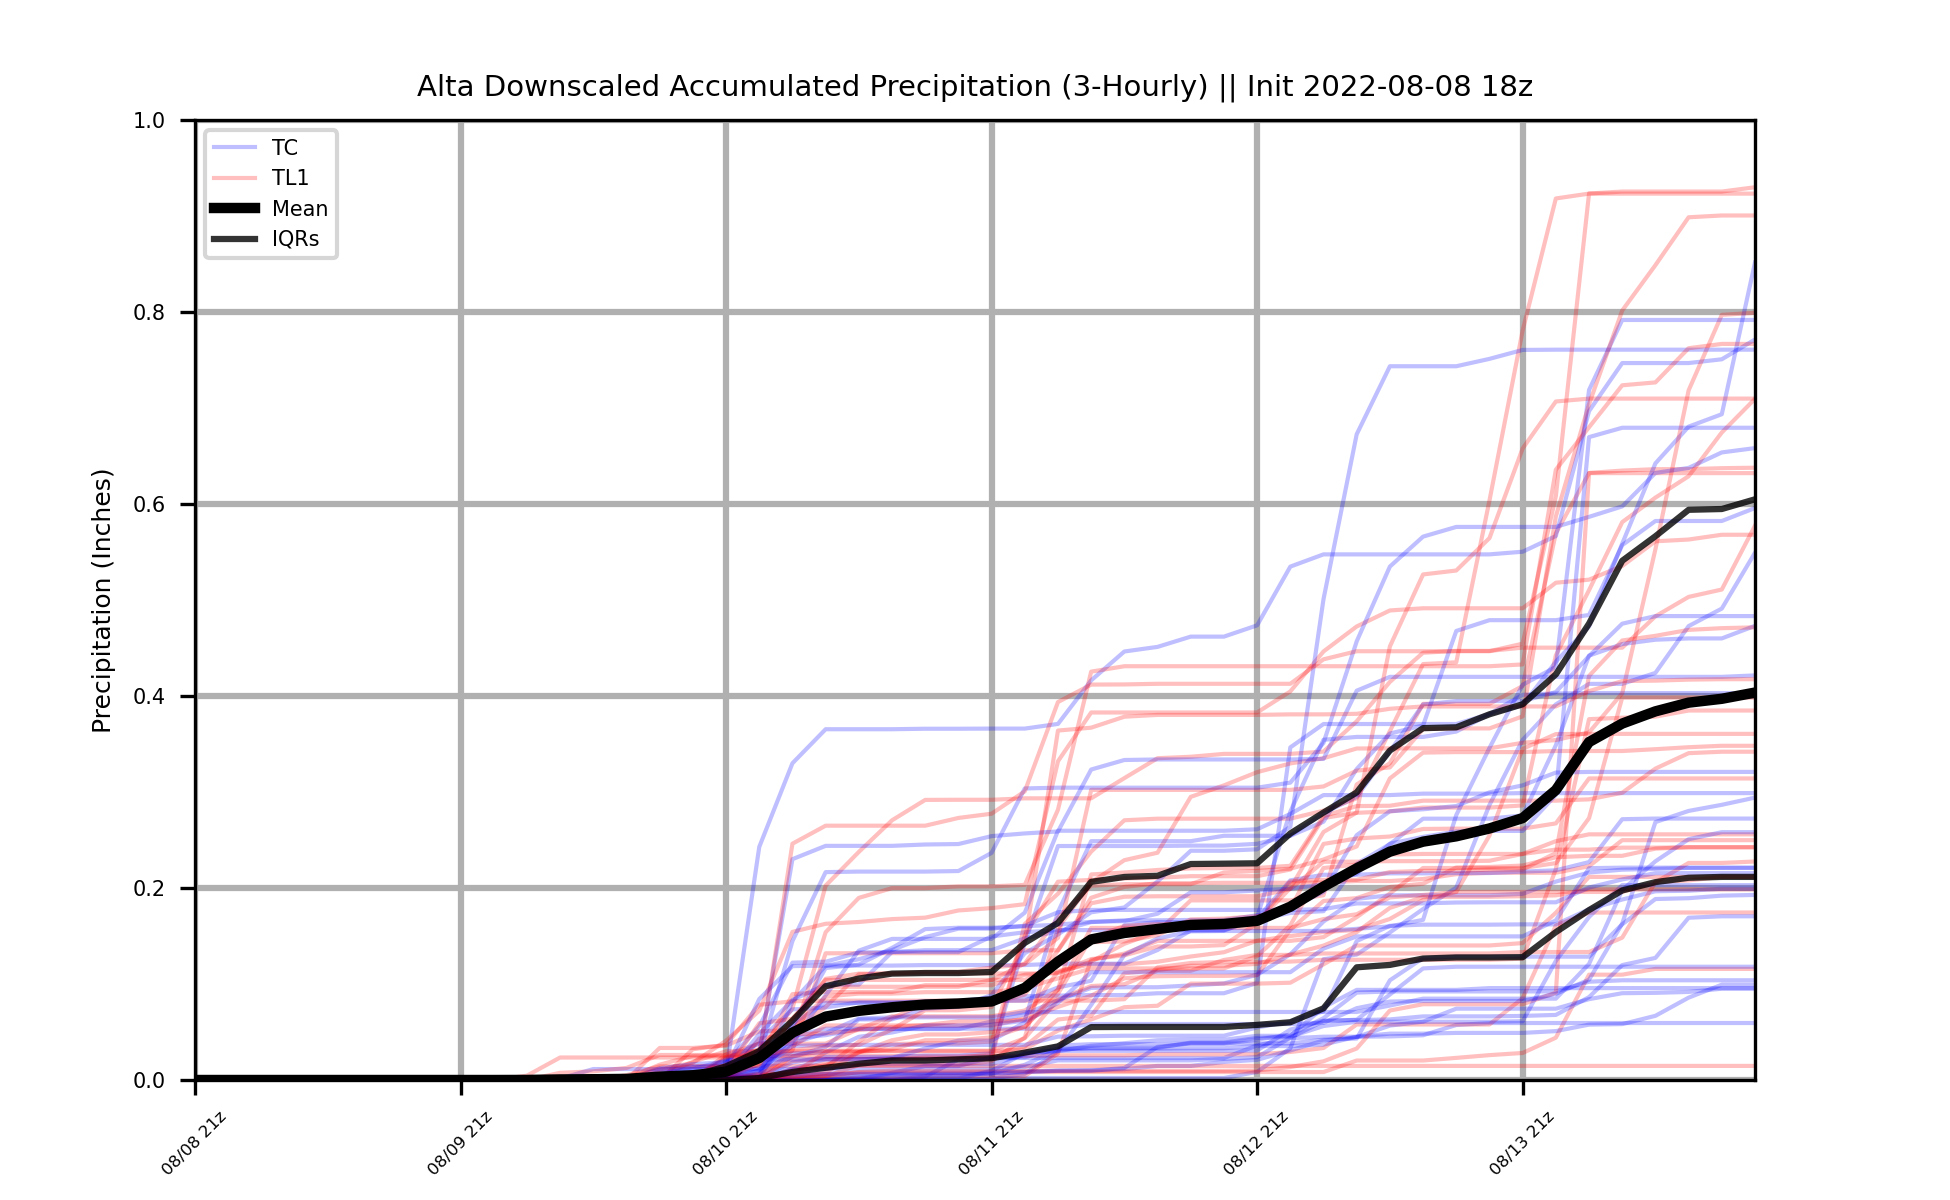 Alta Downscaled Accumulated Precipitation (3-Hourly) || Init 2022-08-08 18z
1.0
0.8
0.6
0.4
0.2
0.0
Precipitation (Inches)
TC
TL1
Mean
IQRs
08/08 21z
08/09 21z
08/10 21z
08/11 21z
08/12 21z
08/13 21z